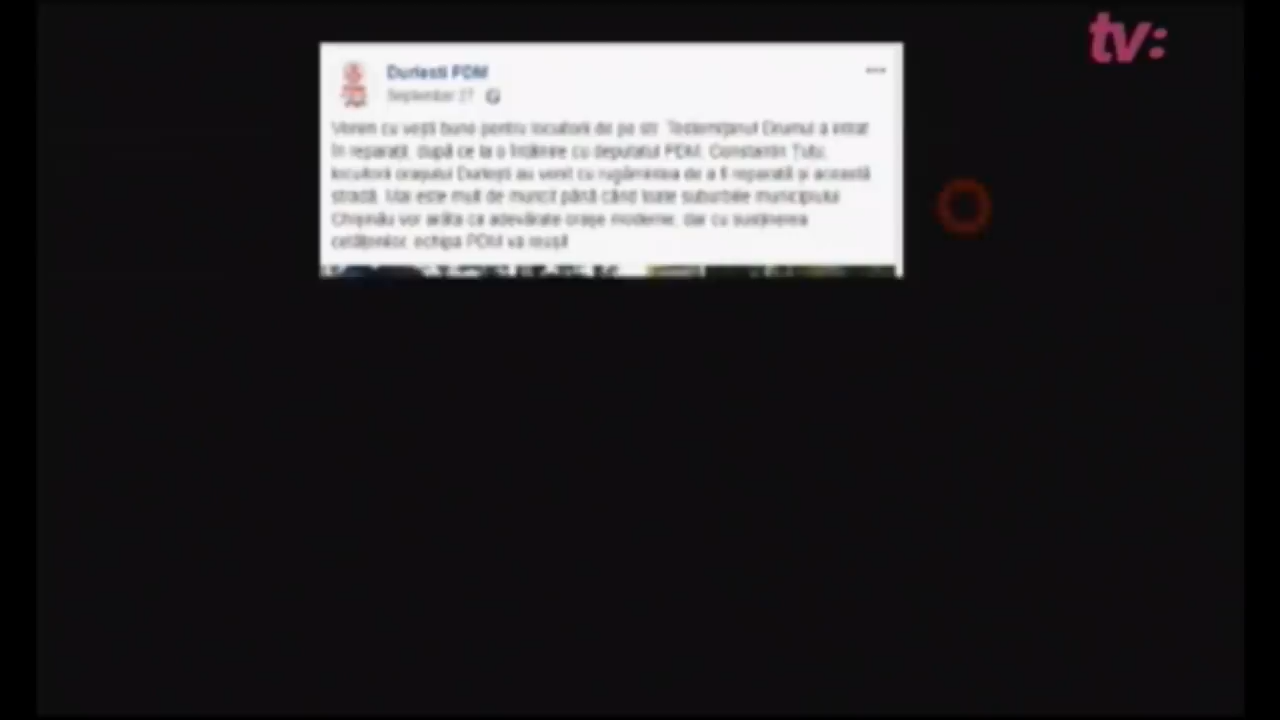 tv:
Durlesti PDM
September 27
Venim cu vești bune pentru locuitorii de pe str. Testemițanu! Drumul a intrat
în reparații, după ce la o întâlnire cu deputatul PDM, Constantin Țuțu,
locuitorii orașului Durlești au venit cu rugămintea de a fi reparată și această
stradă. Mai este mult de muncit până când toate suburbiile municipiului
Chișinău vor arăta ca adevărate orașe moderne, dar cu susținerea
cetățenilor, echipa PDM va reuși!